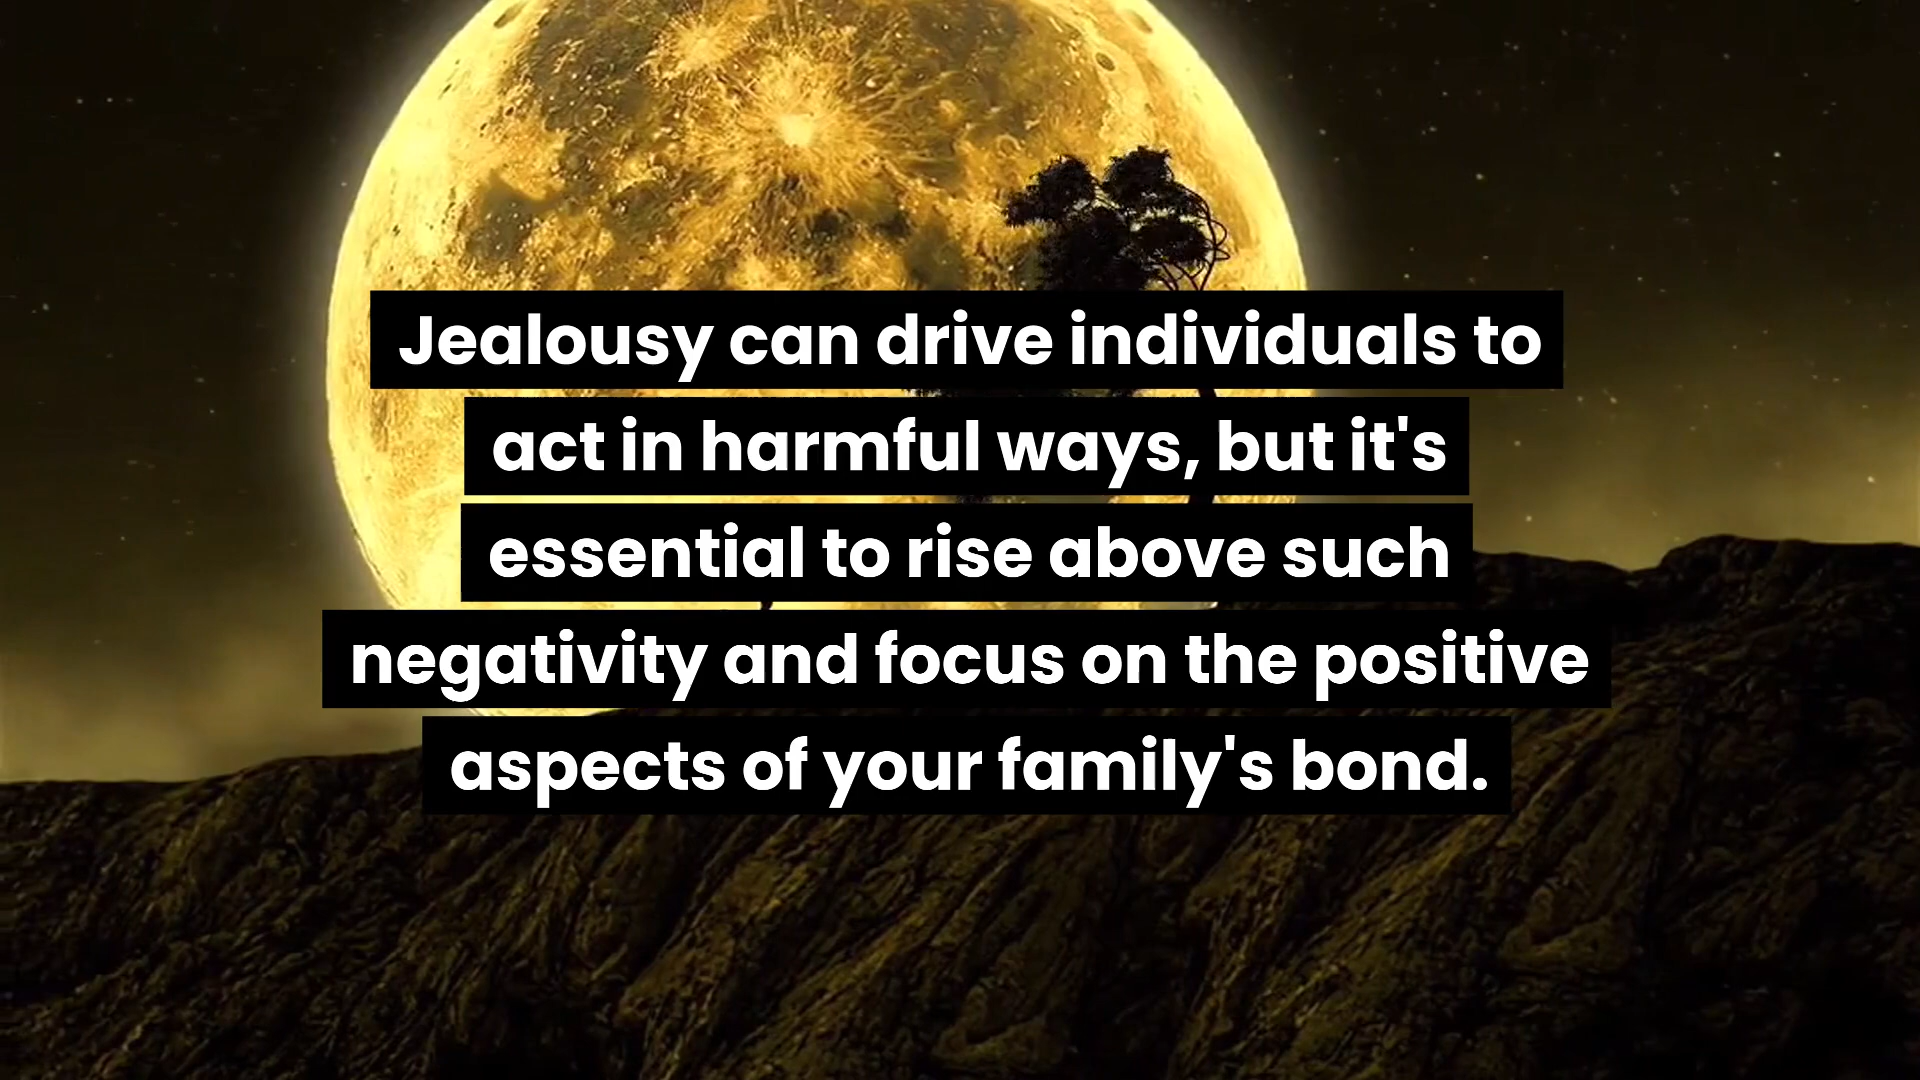 Jealousy can drive individuals to
act in harmful ways, but it's
essential to rise above such
negativity and focus on the positive
aspects of your family's bond.